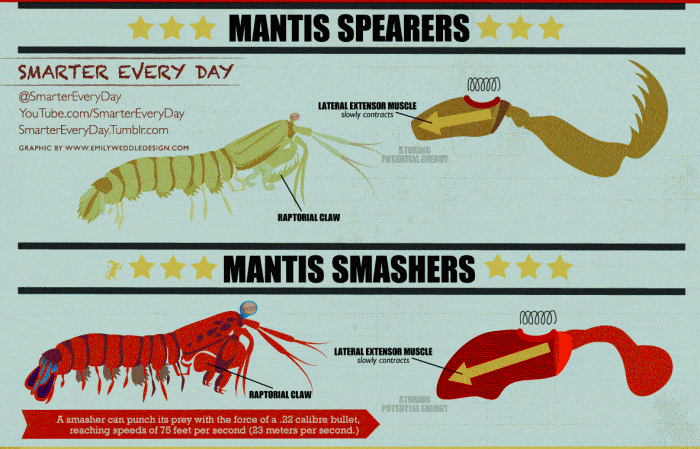 MANTIS SPEARERS
SMARTER EVERY DAY
@SmarterEveryDay
YouTube.com/SmarterEveryDay
SmarterEveryDay.Tumblr.com
GRAPHIC BY WWW.EMILYWEDDLEDESIGN.COM
LATERAL EXTENSOR MUSCLE
slowly contracts
STORING
POTENTIAL ENERGY
RAPTORIAL CLAW
MANTIS SMASHERS
LATERAL EXTENSOR MUSCLE
slowly contracts
RAPTORIAL CLAW
STORING
POTENTIAL ENERGY
A smasher can punch its prey with the force of a .22 calibre bullet,
reaching speeds of 75 feet per second (23 meters per second.)